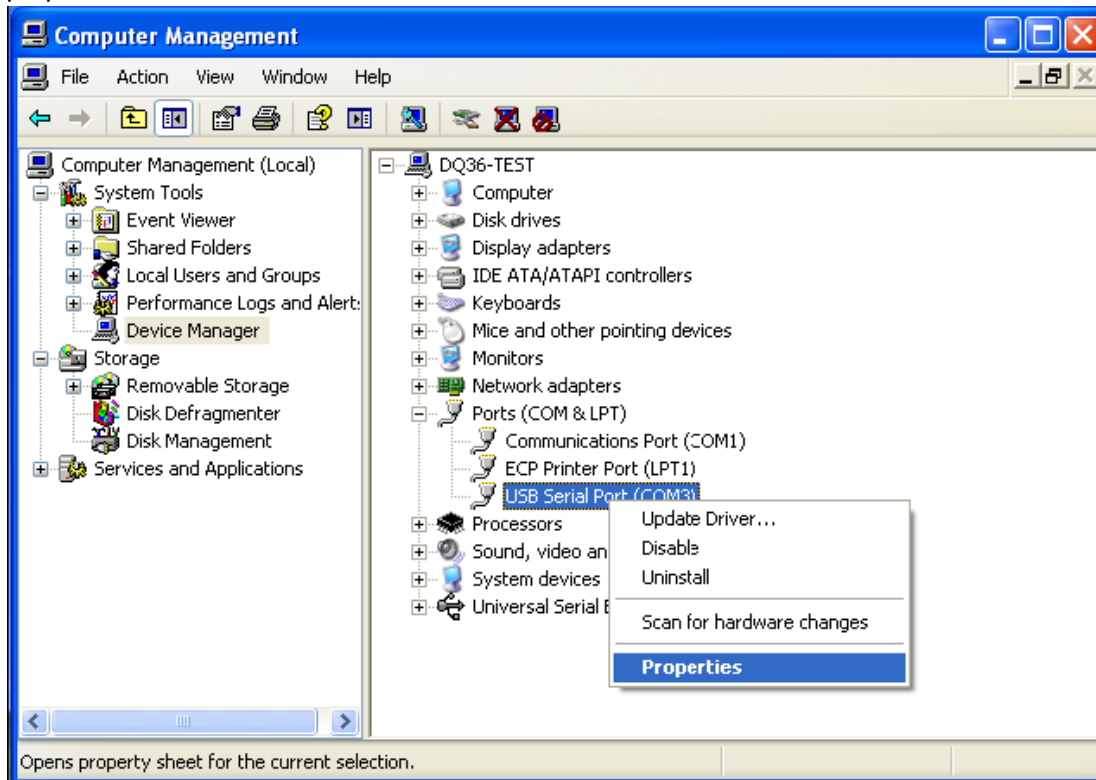 Computer Management
File Action View Window Help
Computer Management (Local)
System Tools
Event Viewer
Shared Folders
Local Users and Groups
Performance Logs and Alert
Device Manager
Storage
Removable Storage
Disk Defragmenter
Disk Management
Services and Applications
DQ36-TEST
Computer
Disk drives
Display adapters
IDE ATA/ATAPI controllers
Keyboards
Mice and other pointing devices
Monitors
Network adapters
Ports (COM & LPT)
Communications Port (COM1)
ECP Printer Port (LPT1)
USB Serial Port (COM3)
Processors
Sound, video an
System devices
Universal Serial
Update Driver...
Disable
Uninstall
Scan for hardware changes
Properties
Opens property sheet for the current selection.